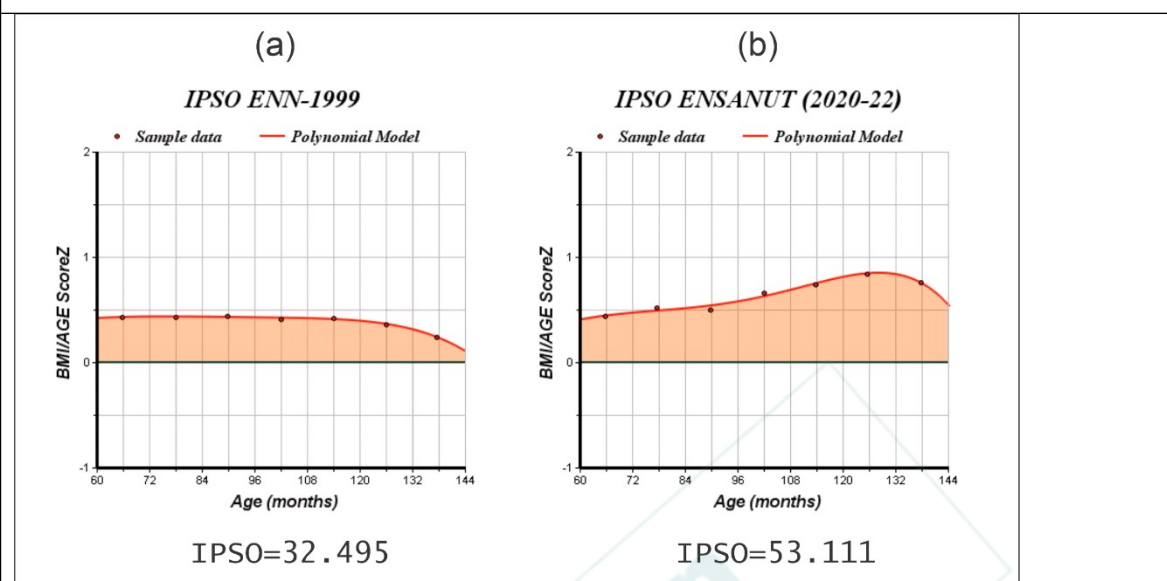 (a)
IPSO ENN-1999
Sample data
Polynomial Model
2
1
0
-1
BMI/AGE ScoreZ
60 72 84 96 108 120 132 144
Age (months)
IPSO=32.495
(b)
IPSO ENSANUT (2020-22)
Sample data
Polynomial Model
2
1
0
-1
BMI/AGE ScoreZ
60 72 84 96 108 120 132 144
Age (months)
IPSO=53.111